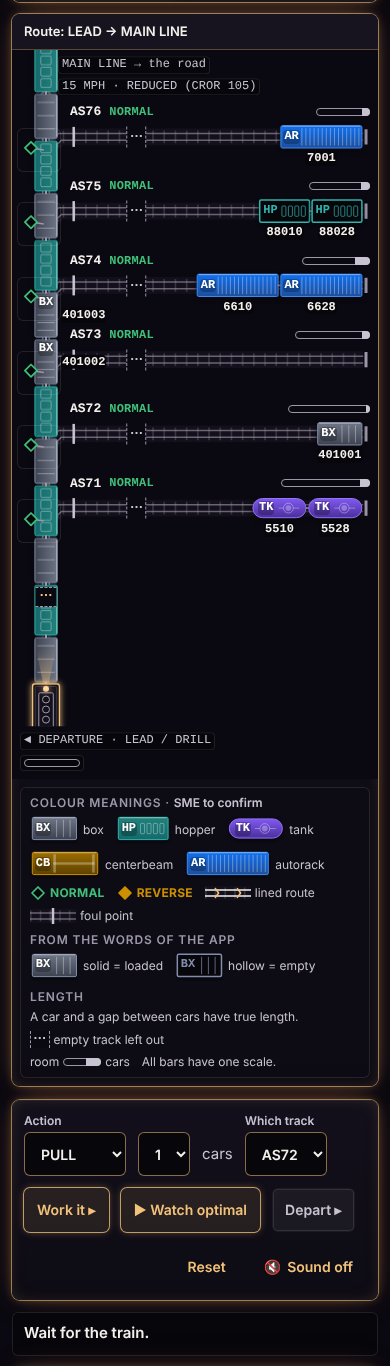 Route: LEAD → MAIN LINE
MAIN LINE → the road
15 MPH · REDUCED (CROR 105)
AS76 NORMAL
AR
7001
AS75 NORMAL
HP HP
88010 88028
AS74 NORMAL
AR AR
BX
6610 6628
401003
AS73 NORMAL
BX
401002
AS72 NORMAL
BX
401001
AS71 NORMAL
TK TK
5510 5528
◄ DEPARTURE · LEAD / DRILL
COLOUR MEANINGS · SME to confirm
BX box HP hopper TK tank
CB centerbeam AR autorack
NORMAL REVERSE lined route
foul point
FROM THE WORDS OF THE APP
BX solid = loaded BX hollow = empty
LENGTH
A car and a gap between cars have true length.
··· empty track left out
room cars All bars have one scale.
Action Which track
PULL 1 cars AS72
Work it ▸ ▶ Watch optimal Depart ▸
Reset 🔇 Sound off
Wait for the train.